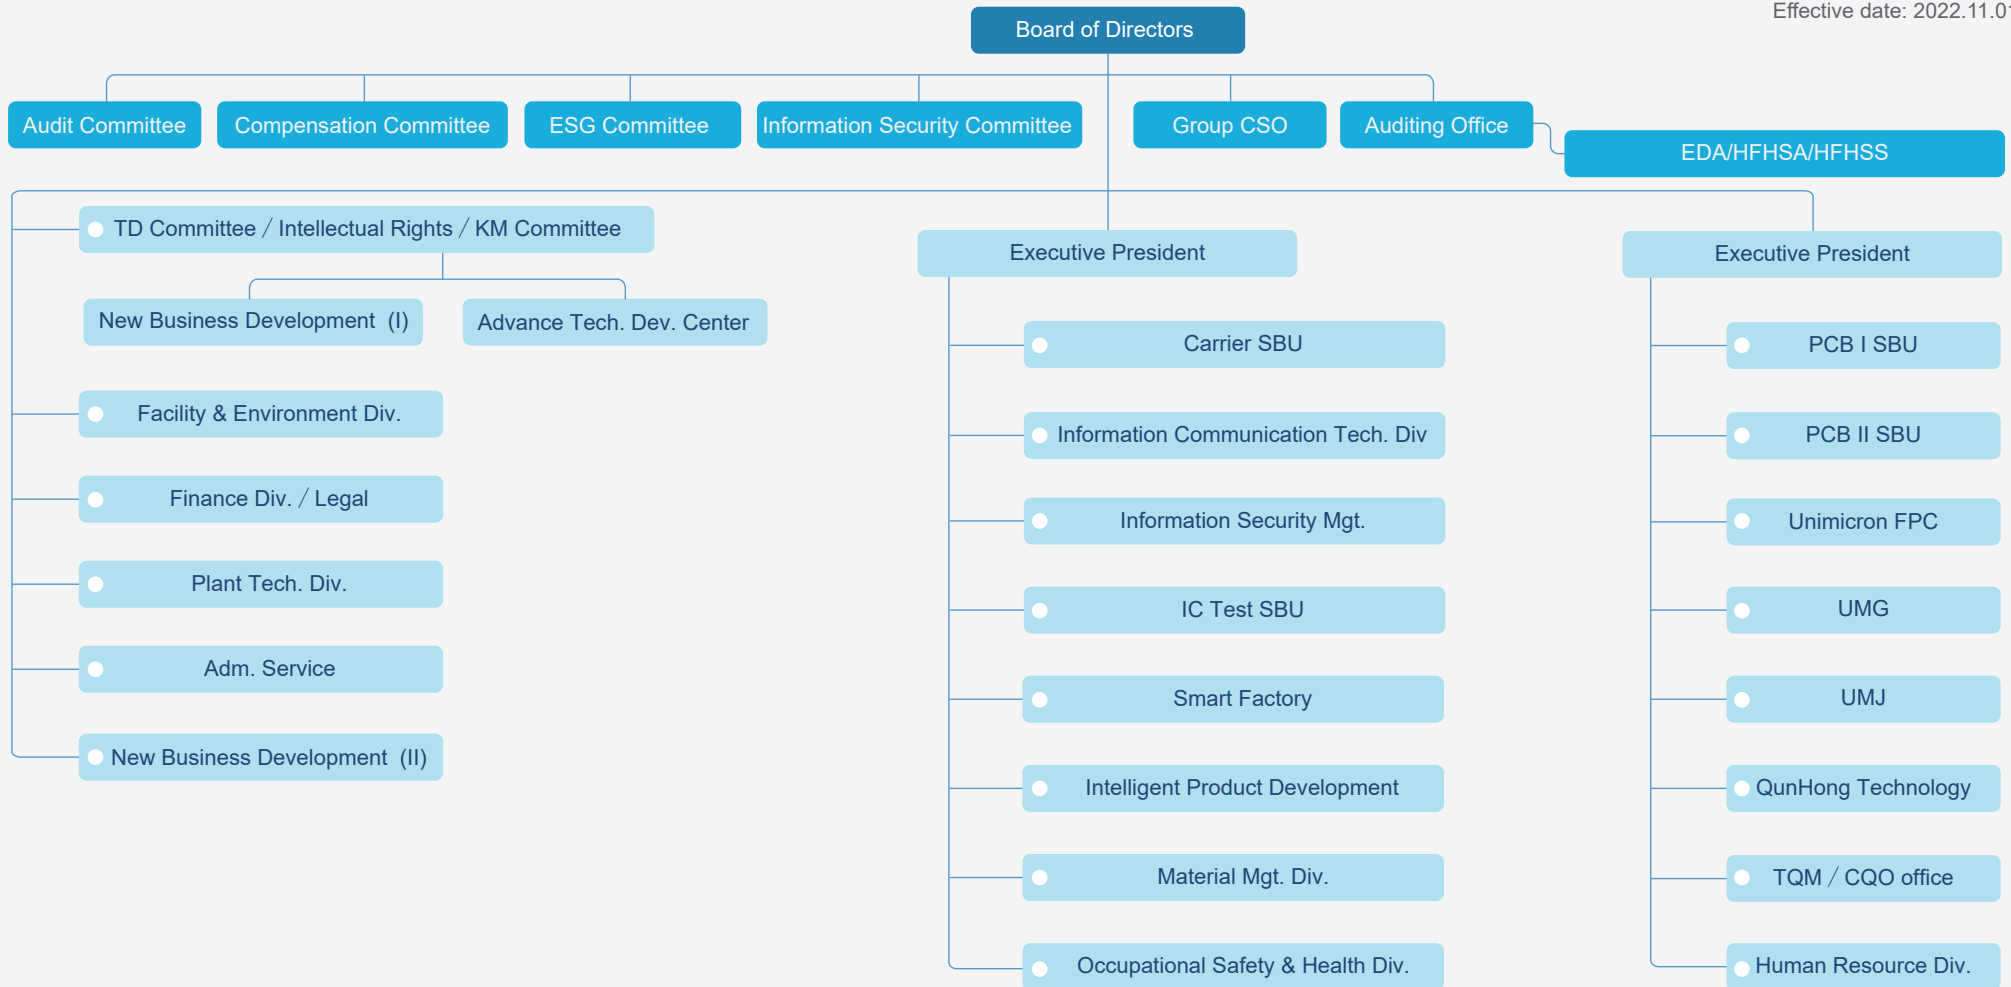 Effective date: 2022.11.01
Board of Directors
Audit Committee
Compensation Committee
ESG Committee
Information Security Committee
Group CSO
Auditing Office
EDA/HFHSA/HFHSS
TD Committee / Intellectual Rights / KM Committee
New Business Development (I)
Advance Tech. Dev. Center
Facility & Environment Div.
Finance Div. / Legal
Plant Tech. Div.
Adm. Service
New Business Development (II)
Executive President
Carrier SBU
Information Communication Tech. Div
Information Security Mgt.
IC Test SBU
Smart Factory
Intelligent Product Development
Material Mgt. Div.
Occupational Safety & Health Div.
Executive President
PCB I SBU
PCB II SBU
Unimicron FPC
UMG
UMJ
QunHong Technology
TQM / CQO office
Human Resource Div.